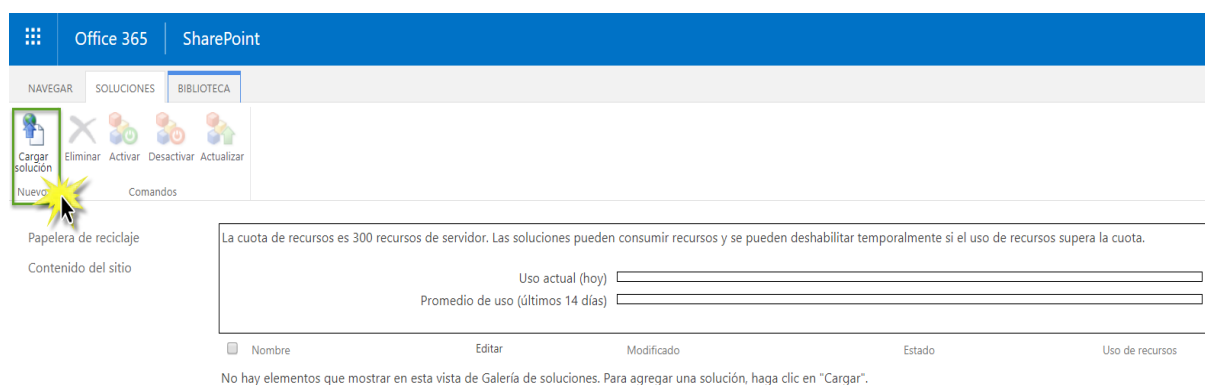 Office 365 SharePoint
NAVEGAR SOLUCIONES BIBLIOTECA
Cargar solución
Eliminar Activar Desactivar Actualizar
Nuevo Comandos
Papelera de reciclaje
Contenido del sitio
La cuota de recursos es 300 recursos de servidor. Las soluciones pueden consumir recursos y se pueden deshabilitar temporalmente si el uso de recursos supera la cuota.
Uso actual (hoy)
Promedio de uso (últimos 14 días)
Nombre Editar Modificado Estado Uso de recursos
No hay elementos que mostrar en esta vista de Galería de soluciones. Para agregar una solución, haga clic en "Cargar".